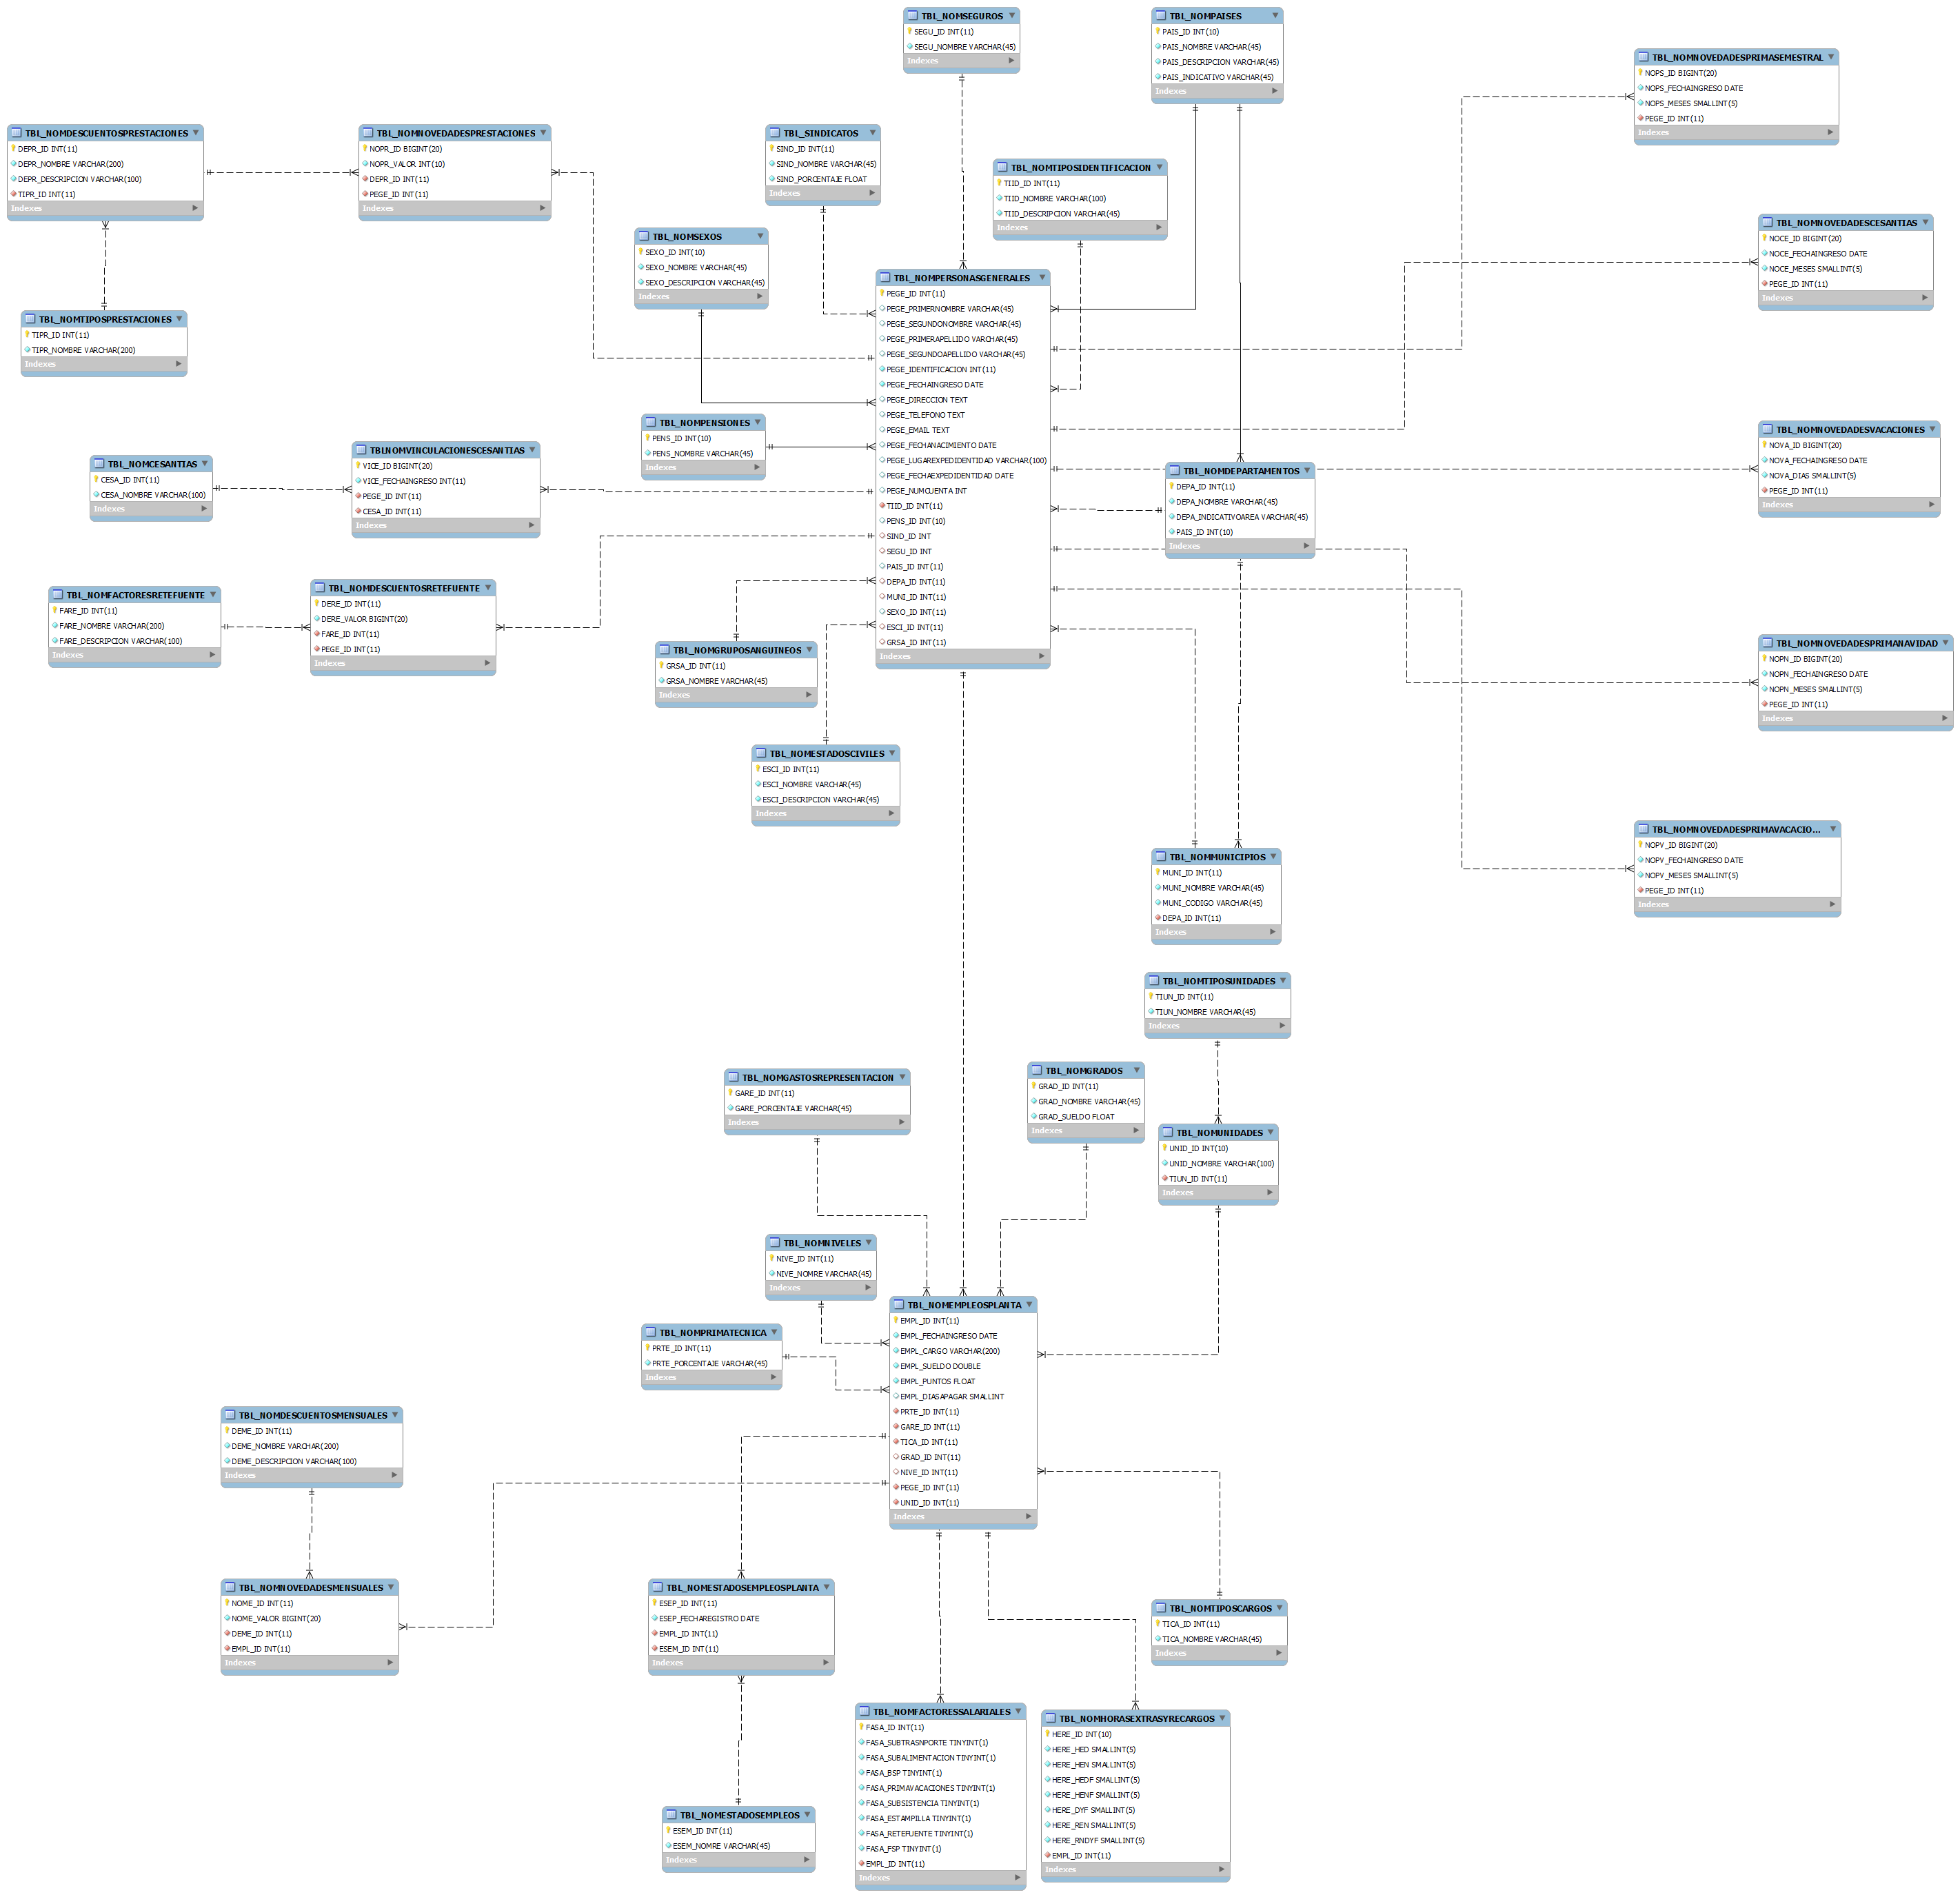 TBL_NOMSEGUROS
SEGU_ID INT(11)
SEGU_NOMBRE VARCHAR(45)
Indexes
TBL_NOMPAISES
PAIS_ID INT(10)
PAIS_NOMBRE VARCHAR(45)
PAIS_DESCRIPCION VARCHAR(45)
PAIS_INDICATIVO VARCHAR(45)
Indexes
TBL_NOMNOVEDADESPRIMASEMESTRAL
NOPS_ID BIGINT(20)
NOPS_FECHAINGRESO DATE
NOPS_MESES SMALLINT(5)
PEGE_ID INT(11)
Indexes
TBL_NOMDESCUENTOSPRESTACIONES
DEPR_ID INT(11)
DEPR_NOMBRE VARCHAR(200)
DEPR_DESCRIPCION VARCHAR(100)
TIPR_ID INT(11)
Indexes
TBL_NOMNOVEDADESPRESTACIONES
NOPR_ID BIGINT(20)
NOPR_VALOR INT(10)
DEPR_ID INT(11)
PEGE_ID INT(11)
Indexes
TBL_SINDICATOS
SIND_ID INT(11)
SIND_NOMBRE VARCHAR(45)
SIND_PORCENTAJE FLOAT
Indexes
TBL_NOMTIPOSIDENTIFICACION
TIID_ID INT(11)
TIID_NOMBRE VARCHAR(100)
TIID_DESCRIPCION VARCHAR(45)
Indexes
TBL_NOMNOVEDADESCESANTIAS
NOCE_ID BIGINT(20)
NOCE_FECHAINGRESO DATE
NOCE_MESES SMALLINT(5)
PEGE_ID INT(11)
Indexes
TBL_NOMSEXOS
SEXO_ID INT(10)
SEXO_NOMBRE VARCHAR(45)
SEXO_DESCRIPCION VARCHAR(45)
Indexes
TBL_NOMPERSONASGENERALES
PEGE_ID INT(11)
PEGE_PRIMERNOMBRE VARCHAR(45)
PEGE_SEGUNDONOMBRE VARCHAR(45)
PEGE_PRIMERAPELLIDO VARCHAR(45)
PEGE_SEGUNDOAPELLIDO VARCHAR(45)
PEGE_IDENTIFICACION INT(11)
PEGE_FECHAINGRESO DATE
PEGE_DIRECCION TEXT
PEGE_TELEFONO TEXT
PEGE_EMAIL TEXT
PEGE_FECHANACIMIENTO DATE
PEGE_LUGAREXPEDIDENTIDAD VARCHAR(100)
PEGE_FECHAEXPEDIDENTIDAD DATE
PEGE_NUMCUENTA INT
TIID_ID INT(11)
PENS_ID INT(10)
SIND_ID INT
SEGU_ID INT
PAIS_ID INT(11)
DEPA_ID INT(11)
MUNI_ID INT(11)
SEXO_ID INT(11)
ESCI_ID INT(11)
GRSA_ID INT(11)
Indexes
TBL_NOMTIPOSPRESTACIONES
TIPR_ID INT(11)
TIPR_NOMBRE VARCHAR(200)
Indexes
TBL_NOMPENSIONES
PENS_ID INT(10)
PENS_NOMBRE VARCHAR(45)
Indexes
TBL_NOMCESANTIAS
CESA_ID INT(11)
CESA_NOMBRE VARCHAR(100)
Indexes
TBLNOMVINCULACIONESCESANTIAS
VICE_ID BIGINT(20)
VICE_FECHAINGRESO INT(11)
PEGE_ID INT(11)
CESA_ID INT(11)
Indexes
TBL_NOMDEPARTAMENTOS
DEPA_ID INT(11)
DEPA_NOMBRE VARCHAR(45)
DEPA_INDICATIVOAREA VARCHAR(45)
PAIS_ID INT(10)
Indexes
TBL_NOMNOVEDADESVACACIONES
NOVA_ID BIGINT(20)
NOVA_FECHAINGRESO DATE
NOVA_DIAS SMALLINT(5)
PEGE_ID INT(11)
Indexes
TBL_NOMFACTORESRETEFUENTE
FARE_ID INT(11)
FARE_NOMBRE VARCHAR(200)
FARE_DESCRIPCION VARCHAR(100)
Indexes
TBL_NOMDESCUENTOSRETEFUENTE
DERE_ID INT(11)
DERE_VALOR BIGINT(20)
FARE_ID INT(11)
PEGE_ID INT(11)
Indexes
TBL_NOMGRUPOSANGUINEOS
GRSA_ID INT(11)
GRSA_NOMBRE VARCHAR(45)
Indexes
TBL_NOMNOVEDADESPRIMANAVIDAD
NOPN_ID BIGINT(20)
NOPN_FECHAINGRESO DATE
NOPN_MESES SMALLINT(5)
PEGE_ID INT(11)
Indexes
TBL_NOMESTADOSCIVILES
ESCI_ID INT(11)
ESCI_NOMBRE VARCHAR(45)
ESCI_DESCRIPCION VARCHAR(45)
Indexes
TBL_NOMMUNICIPIOS
MUNI_ID INT(11)
MUNI_NOMBRE VARCHAR(45)
MUNI_CODIGO VARCHAR(45)
DEPA_ID INT(11)
Indexes
TBL_NOMNOVEDADESPRIMAVACACIO...
NOPV_ID BIGINT(20)
NOPV_FECHAINGRESO DATE
NOPV_MESES SMALLINT(5)
PEGE_ID INT(11)
Indexes
TBL_NOMTIPOSUNIDADES
TIUN_ID INT(11)
TIUN_NOMBRE VARCHAR(45)
Indexes
TBL_NOMGASTOSREPRESENTACION
GARE_ID INT(11)
GARE_PORCENTAJE VARCHAR(45)
Indexes
TBL_NOMGRADOS
GRAD_ID INT(11)
GRAD_NOMBRE VARCHAR(45)
GRAD_SUELDO FLOAT
Indexes
TBL_NOMUNIDADES
UNID_ID INT(10)
UNID_NOMBRE VARCHAR(100)
TIUN_ID INT(11)
Indexes
TBL_NOMNIVELES
NIVE_ID INT(11)
NIVE_NOMRE VARCHAR(45)
Indexes
TBL_NOMPRIMATECNICA
PRTE_ID INT(11)
PRTE_PORCENTAJE VARCHAR(45)
Indexes
TBL_NOMEMPLEOSPLANTA
EMPL_ID INT(11)
EMPL_FECHAINGRESO DATE
EMPL_CARGO VARCHAR(200)
EMPL_SUELDO DOUBLE
EMPL_PUNTOS FLOAT
EMPL_DIASAPAGAR SMALLINT
PRTE_ID INT(11)
GARE_ID INT(11)
TICA_ID INT(11)
GRAD_ID INT(11)
NIVE_ID INT(11)
PEGE_ID INT(11)
UNID_ID INT(11)
Indexes
TBL_NOMDESCUENTOSMENSUALES
DEME_ID INT(11)
DEME_NOMBRE VARCHAR(200)
DEME_DESCRIPCION VARCHAR(100)
Indexes
TBL_NOMNOVEDADESMENSUALES
NOME_ID INT(11)
NOME_VALOR BIGINT(20)
DEME_ID INT(11)
EMPL_ID INT(11)
Indexes
TBL_NOMESTADOSEMPLEOSPLANTA
ESEP_ID INT(11)
ESEP_FECHAREGISTRO DATE
EMPL_ID INT(11)
ESEM_ID INT(11)
Indexes
TBL_NOMTIPOSCARGOS
TICA_ID INT(11)
TICA_NOMBRE VARCHAR(45)
Indexes
TBL_NOMESTADOSEMPLEOS
ESEM_ID INT(11)
ESEM_NOMRE VARCHAR(45)
Indexes
TBL_NOMFACTORESSALARIALES
FASA_ID INT(11)
FASA_SUBTRASNPORTE TINYINT(1)
FASA_SUBALIMENTACION TINYINT(1)
FASA_BSP TINYINT(1)
FASA_PRIMAVACACIONES TINYINT(1)
FASA_SUBSISTENCIA TINYINT(1)
FASA_ESTAMPILLA TINYINT(1)
FASA_RETEFUENTE TINYINT(1)
FASA_FSP TINYINT(1)
EMPL_ID INT(11)
Indexes
TBL_NOMHORASEXTRASYRECARGOS
HERE_ID INT(10)
HERE_HED SMALLINT(5)
HERE_HEN SMALLINT(5)
HERE_HEDF SMALLINT(5)
HERE_HENF SMALLINT(5)
HERE_DYF SMALLINT(5)
HERE_REN SMALLINT(5)
HERE_RNDYF SMALLINT(5)
EMPL_ID INT(11)
Indexes